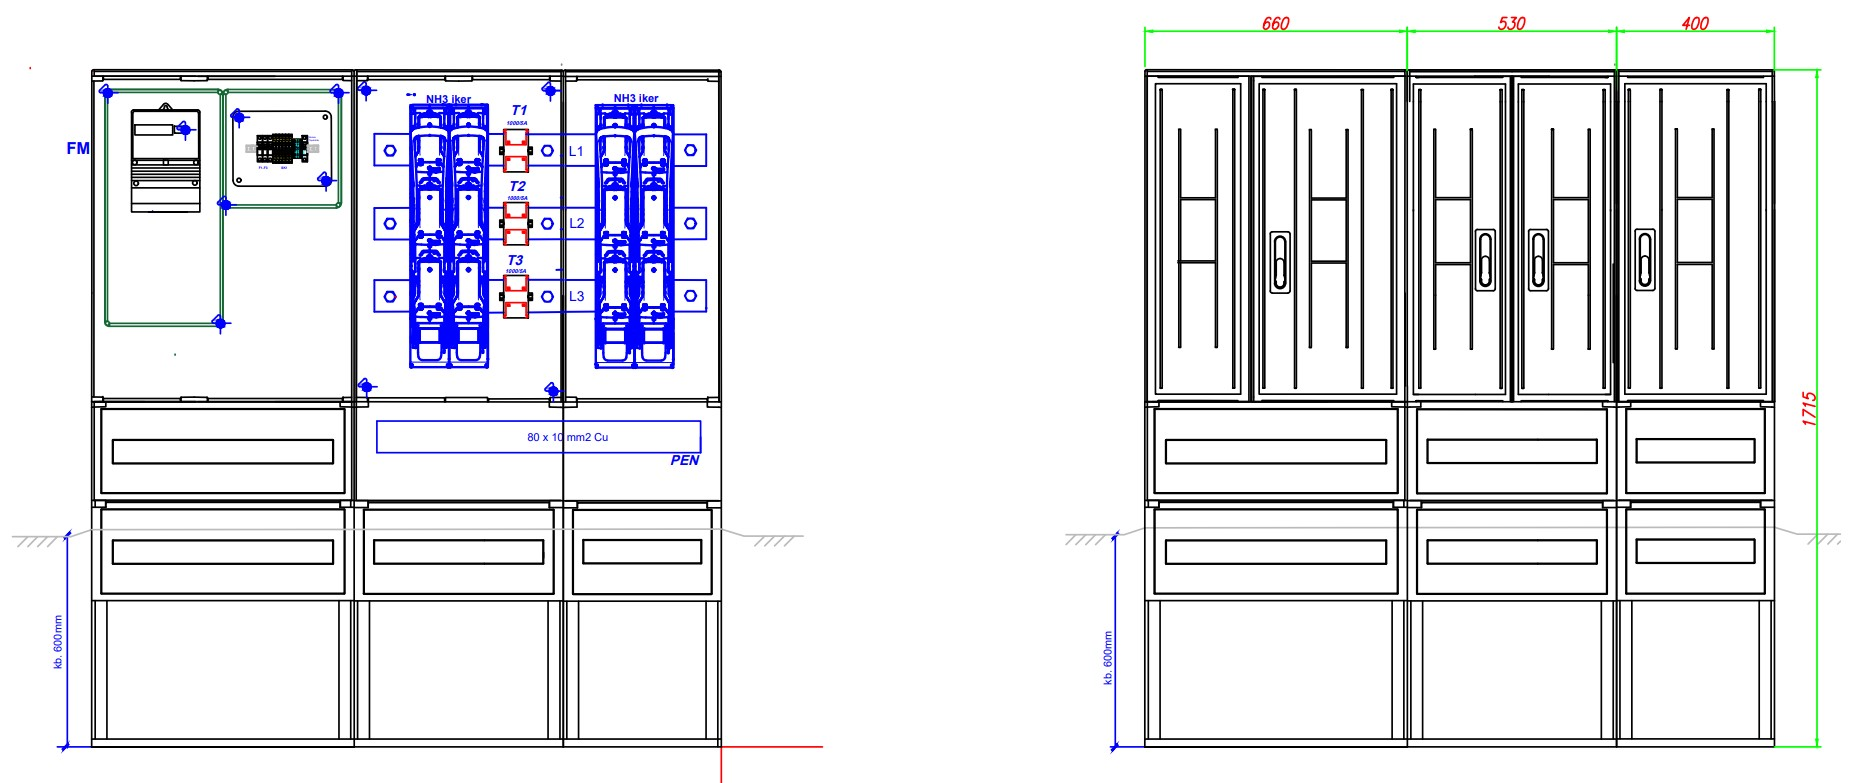 660
530
400
NH3 iker
NH3 iker
T1
1000/5A
FM
L1
T2
1000/5A
L2
T3
1000/5A
L3
1715
80 x 10 mm2 Cu
PEN
kb. 600mm
kb. 600mm